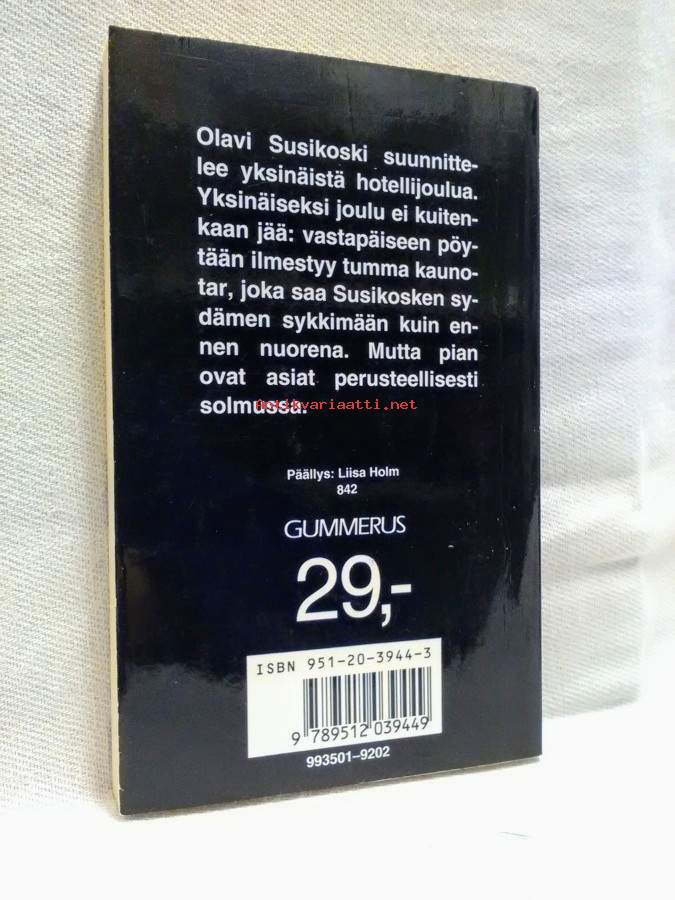 Olavi Susikoski suunnitte-
lee yksinäistä hotellijoulua.
Yksinäiseksi joulu ei kuiten-
kaan jää: vastapäiseen pöy-
tään ilmestyy tumma kauno-
tar, joka saa Susikosken sy-
dämen sykkimään kuin en-
nen nuorena. Mutta pian
ovat asiat perusteellisesti
solmussa.
antikvariaatti.net
Päällys: Liisa Holm
842
GUMMERUS
29,-
ISBN 951-20-3944-3
9 789512 039449
993501–9202